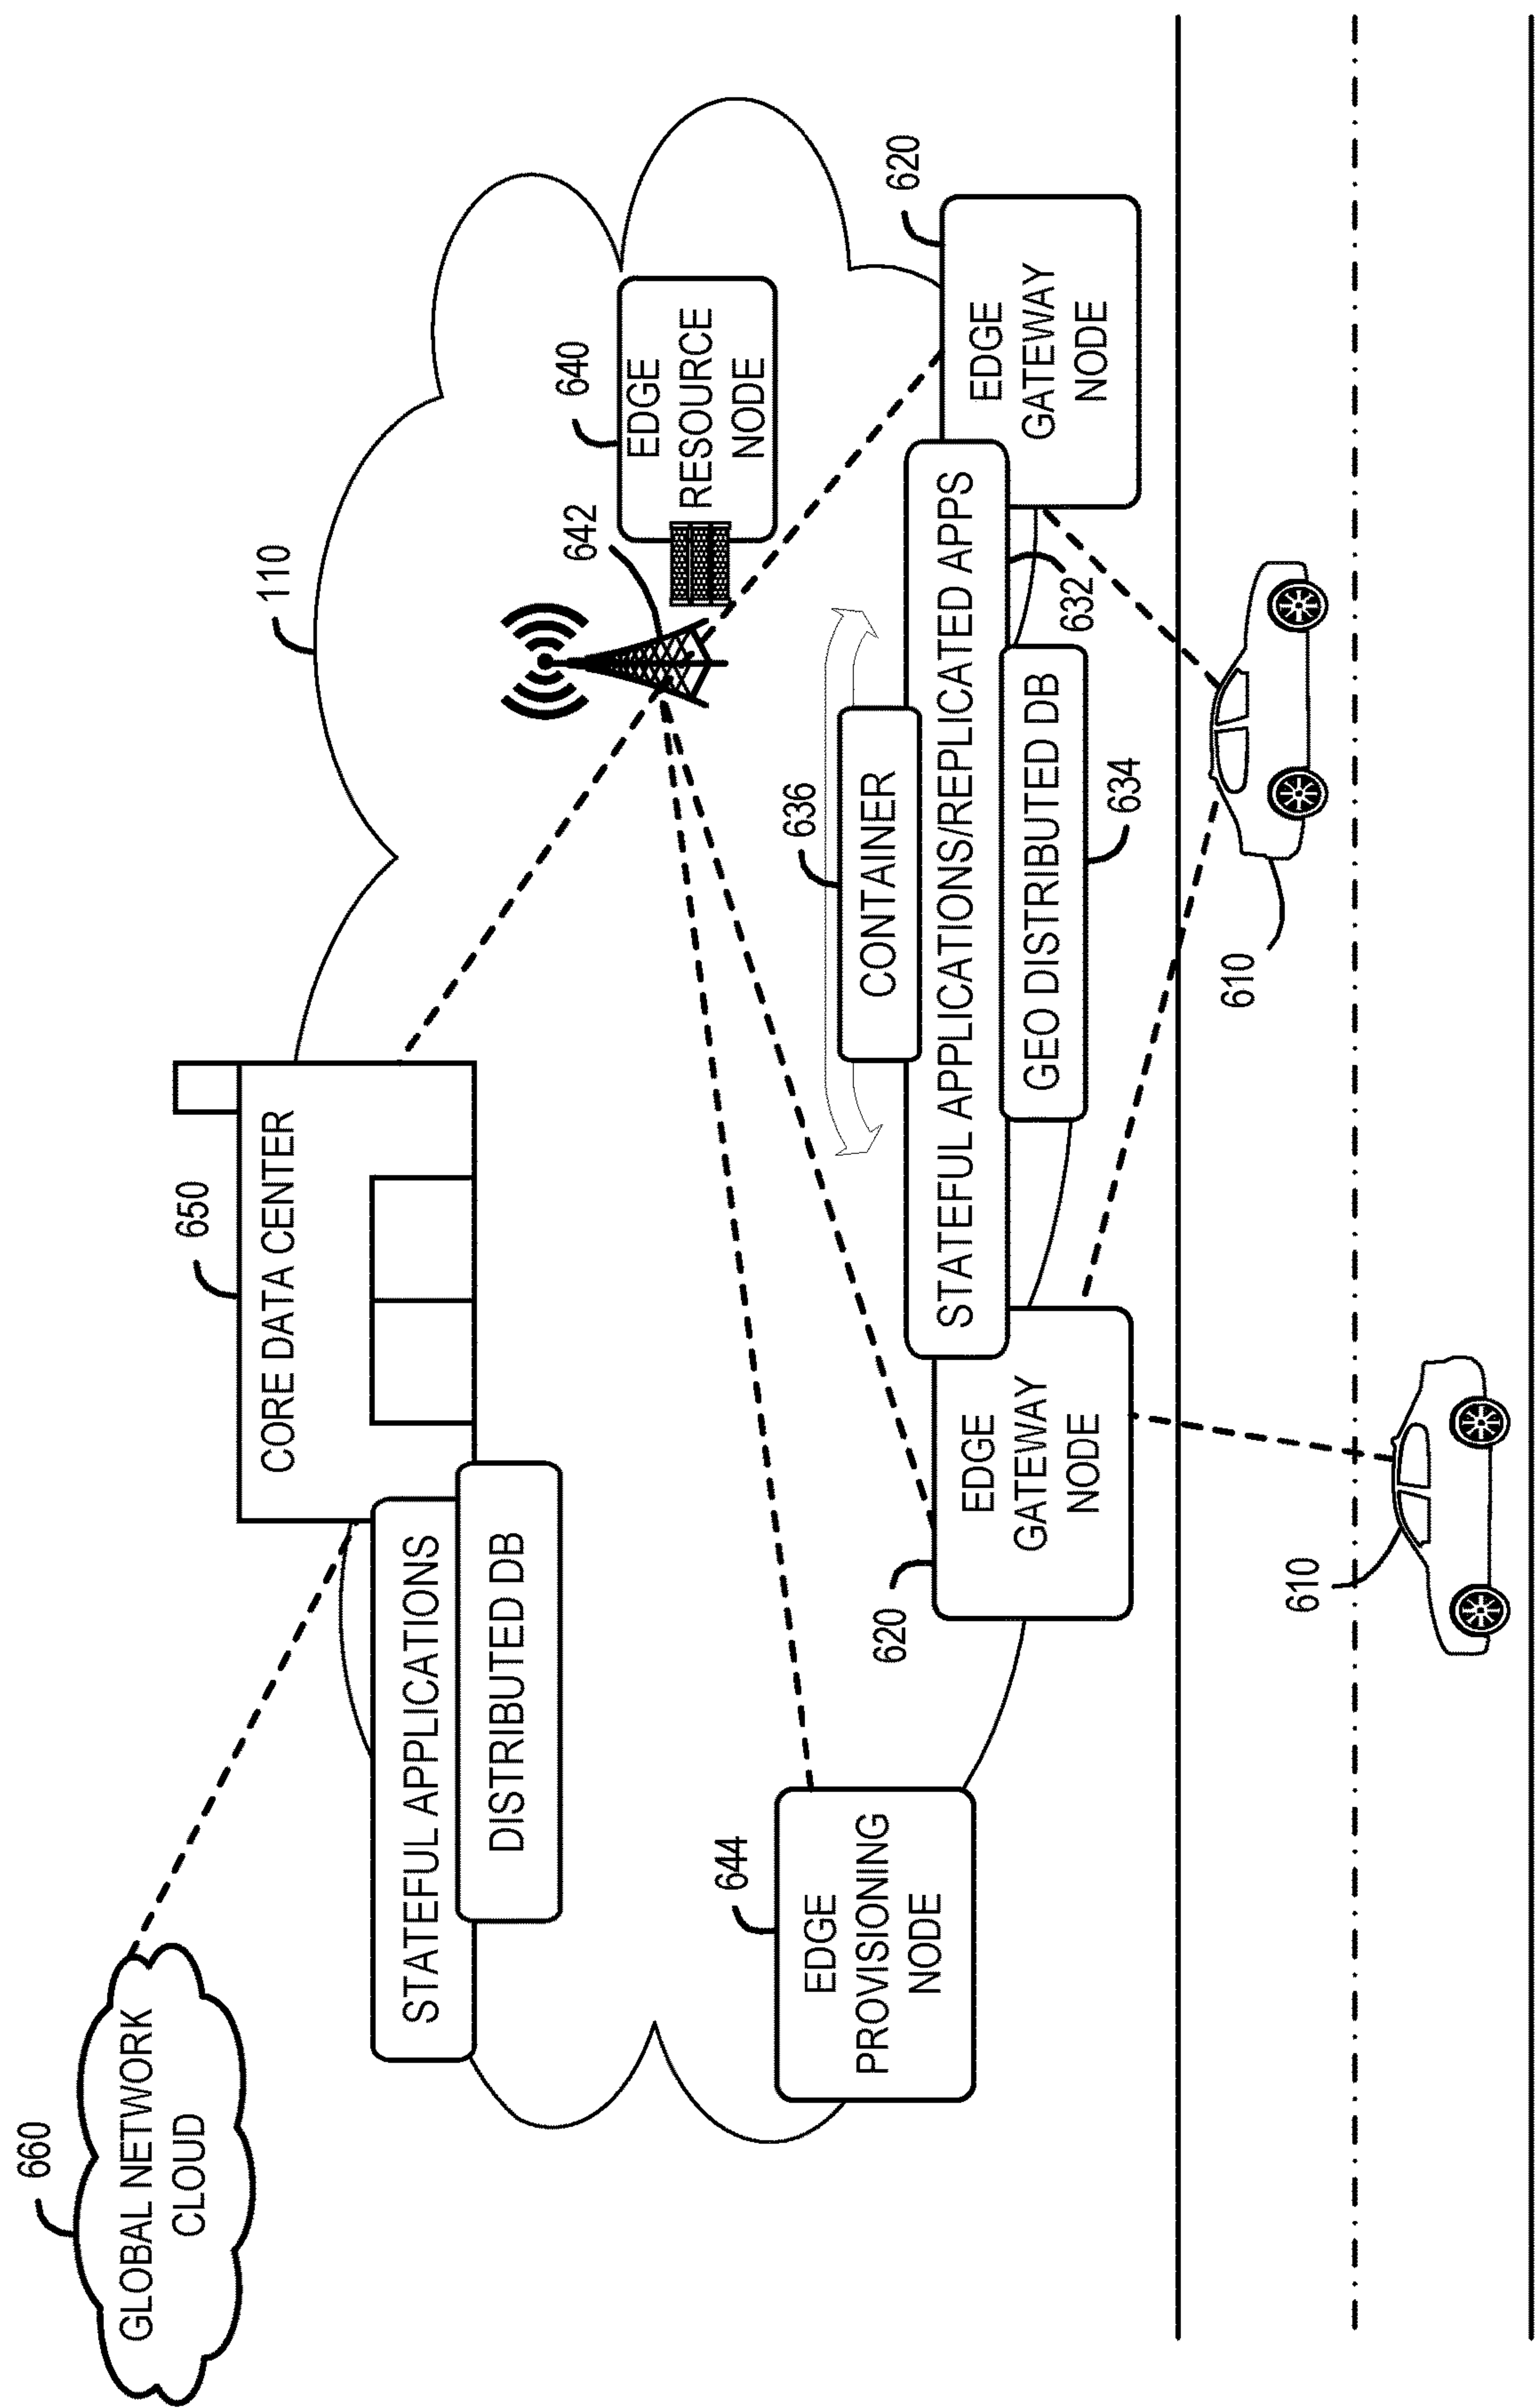 660
GLOBAL NETWORK
CLOUD
650
CORE DATA CENTER
110
STATEFUL APPLICATIONS
DISTRIBUTED DB
642
640
EDGE
RESOURCE
NODE
644
EDGE
PROVISIONING
NODE
636
CONTAINER
620
EDGE
GATEWAY
NODE
STATEFUL APPLICATIONS/REPLICATED APPS
632
GEO DISTRIBUTED DB
634
620
EDGE
GATEWAY
NODE
610
610